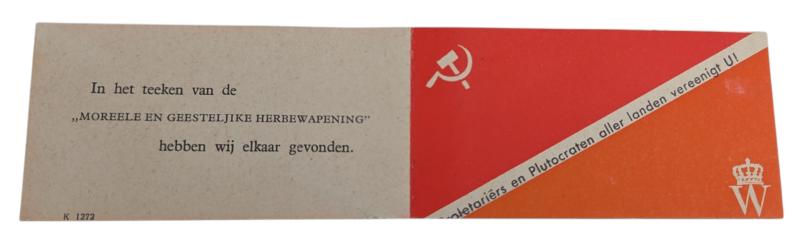 In het teeken van de
„MOREELE EN GEESTELIJKE HERBEWAPENING"
hebben wij elkaar gevonden.
K 1272
Proletariërs en Plutocraten aller landen vereenigt U!
W